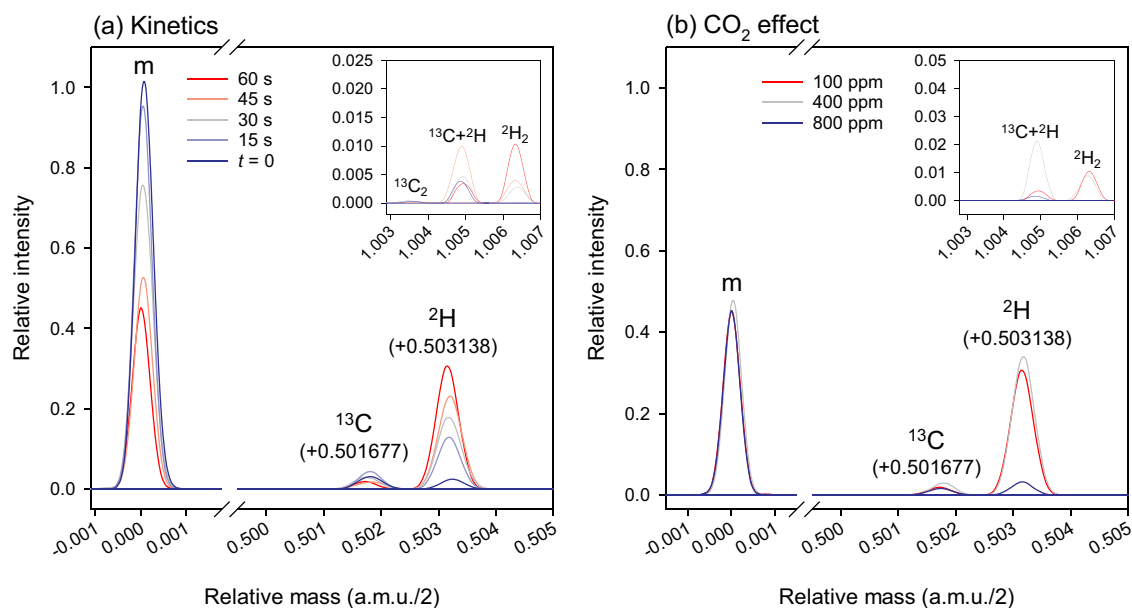 (a) Kinetics
m
60 s
45 s
30 s
15 s
t = 0
0.025
0.020
0.015
0.010
0.005
0.000
13C2
13C+2H
2H2
1.003
1.004
1.005
1.006
1.007
1.0
0.8
0.6
0.4
0.2
0.0
Relative intensity
13C
(+0.501677)
2H
(+0.503138)
-0.001
0.000
0.001
0.500
0.501
0.502
0.503
0.504
0.505
Relative mass (a.m.u./2)
(b) CO2 effect
100 ppm
400 ppm
800 ppm
0.05
0.04
0.03
0.02
0.01
0.00
13C+2H
2H2
1.003
1.004
1.005
1.006
1.007
1.0
0.8
0.6
0.4
0.2
0.0
Relative intensity
m
13C
(+0.501677)
2H
(+0.503138)
-0.001
0.000
0.001
0.500
0.501
0.502
0.503
0.504
0.505
Relative mass (a.m.u./2)